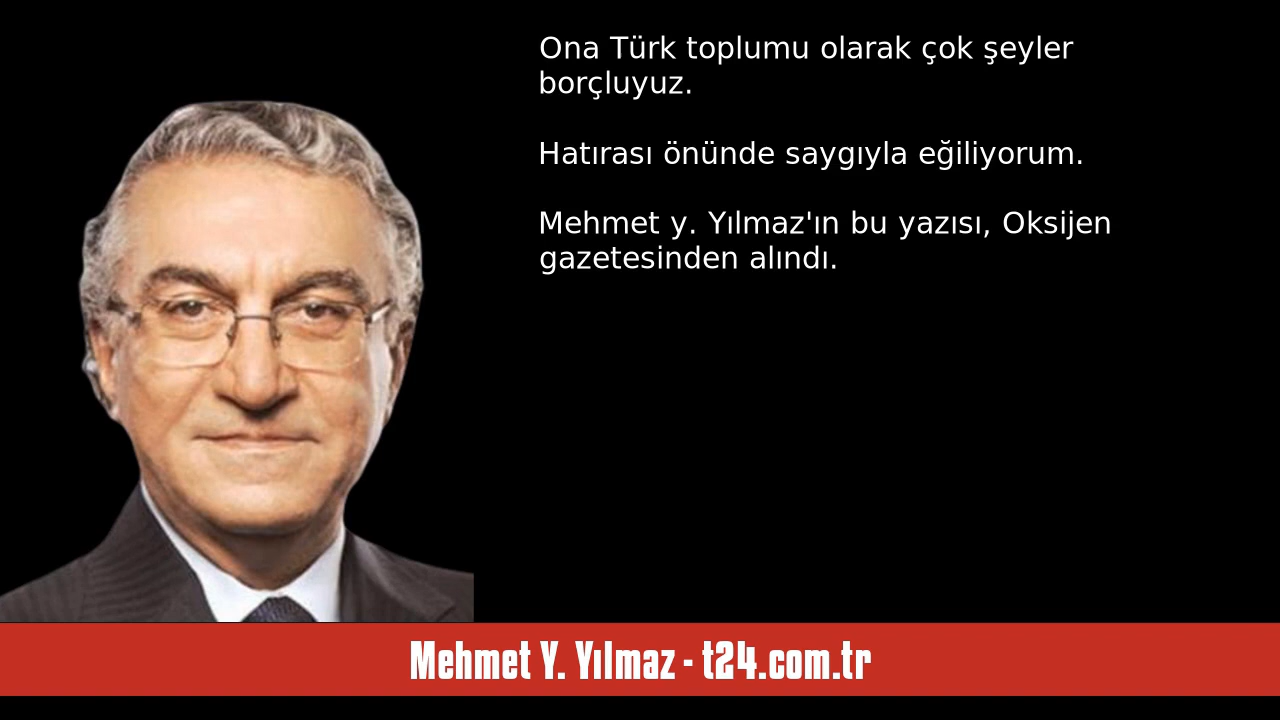 Ona Türk toplumu olarak çok şeyler
borçluyuz.
Hatırası önünde saygıyla eğiliyorum.
Mehmet y. Yılmaz'ın bu yazısı, Oksijen
gazetesinden alındı.
Mehmet Y. Yılmaz - t24.com.tr